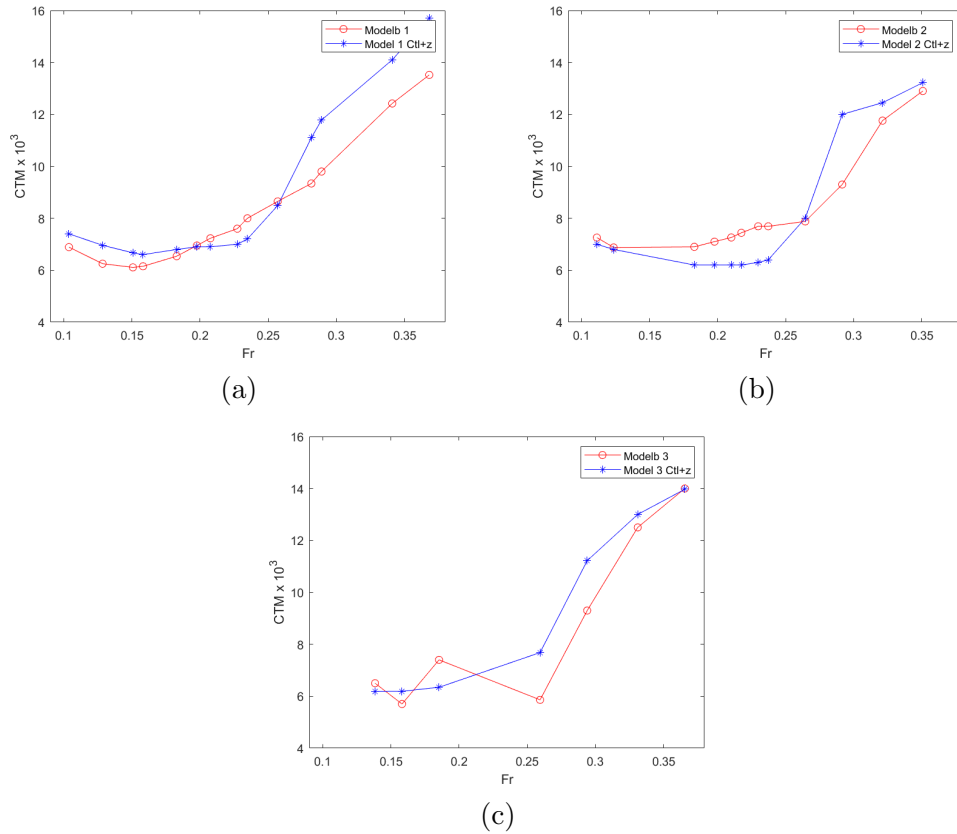 16
14
12
10
8
6
4
CTM x 10^3
0.1 0.15 0.2 0.25 0.3 0.35
Fr
Modelb 1
Model 1 Ctl+z
(a)
16
14
12
10
8
6
4
CTM x 10^3
0.1 0.15 0.2 0.25 0.3 0.35
Fr
Modelb 2
Model 2 Ctl+z
(b)
16
14
12
10
8
6
4
CTM x 10^3
0.1 0.15 0.2 0.25 0.3 0.35
Fr
Modelb 3
Model 3 Ctl+z
(c)